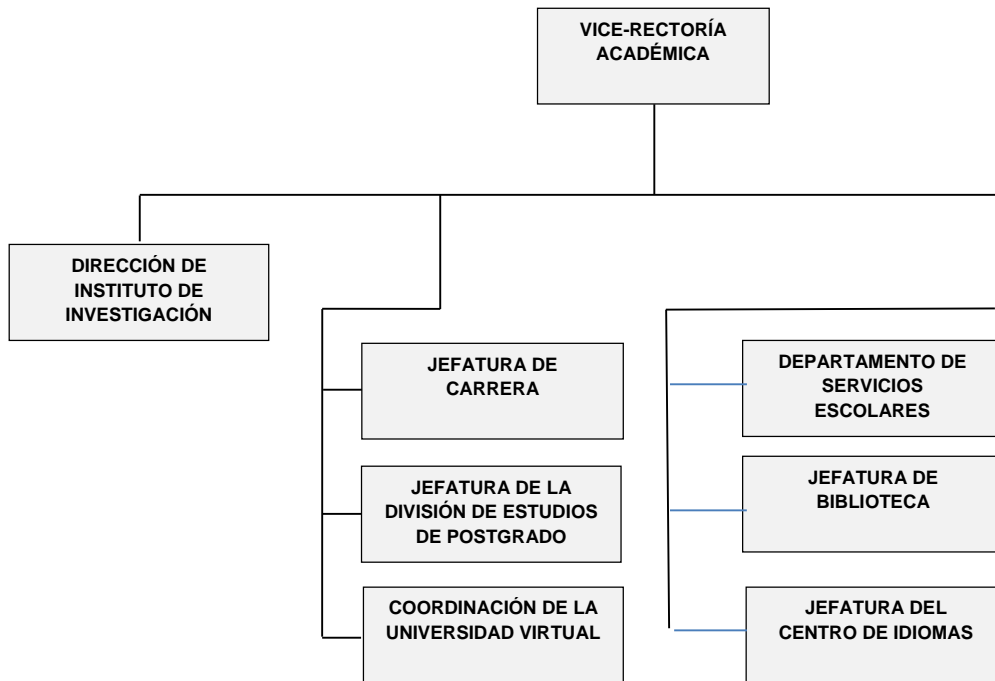 VICE-RECTORÍA
ACADÉMICA
DIRECCIÓN DE
INSTITUTO DE
INVESTIGACIÓN
JEFATURA DE
CARRERA
JEFATURA DE LA
DIVISIÓN DE ESTUDIOS
DE POSTGRADO
COORDINACIÓN DE LA
UNIVERSIDAD VIRTUAL
DEPARTAMENTO DE
SERVICIOS
ESCOLARES
JEFATURA DE
BIBLIOTECA
JEFATURA DEL
CENTRO DE IDIOMAS